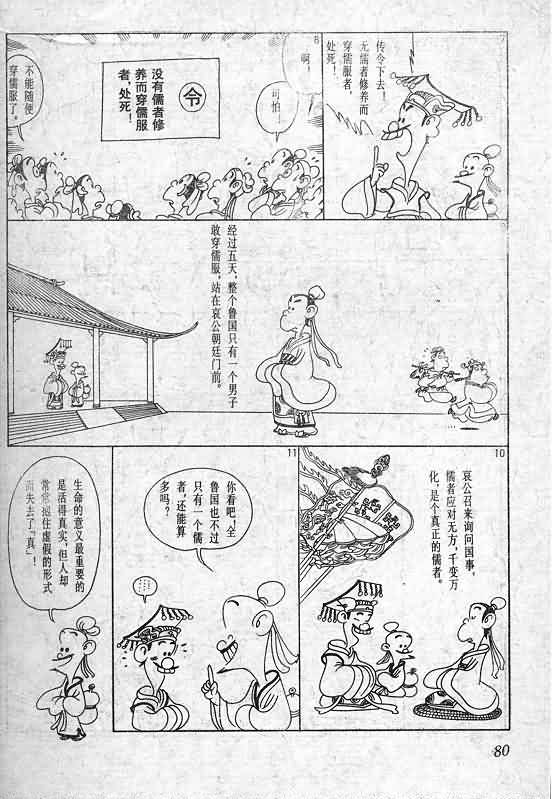 7
传令下去！
无儒者修养而
穿儒服者，
处死！
8
啊！
可怕…
令
没有儒者修
养而穿儒服
者，处死！
不能随便
穿儒服了。
经过五天，整个鲁国只有一个男子
敢穿儒服，站在哀公朝廷门前。
10
哀公召来询问国事，
儒者应对无方，千变万
化，是个真正的儒者。
11
你看吧！全
鲁国也不过
只有一个儒
者，还能算
多吗？
……
生命的意义最重要的
是活得真实，但人却
常常 住虚假的形式
而失去了「真」！
80